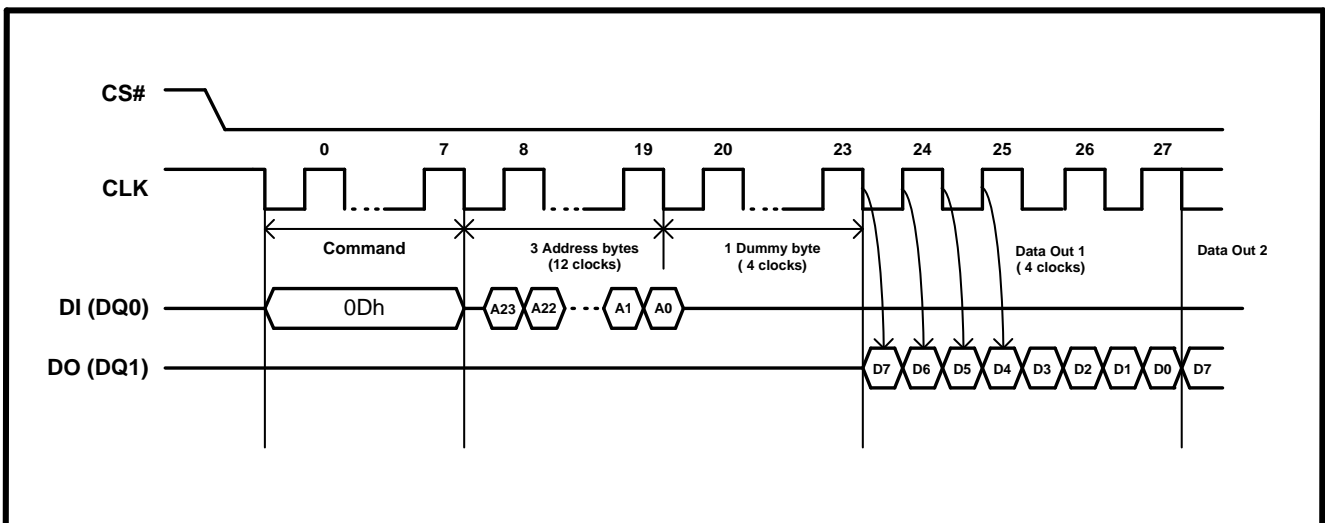 CS#
0 7 8 19 20 23 24 25 26 27
CLK
Command
3 Address bytes
(12 clocks)
1 Dummy byte
( 4 clocks)
Data Out 1
( 4 clocks)
Data Out 2
DI (DQ0)
0Dh
A23 A22 A1 A0
DO (DQ1)
D7 D6 D5 D4 D3 D2 D1 D0 D7